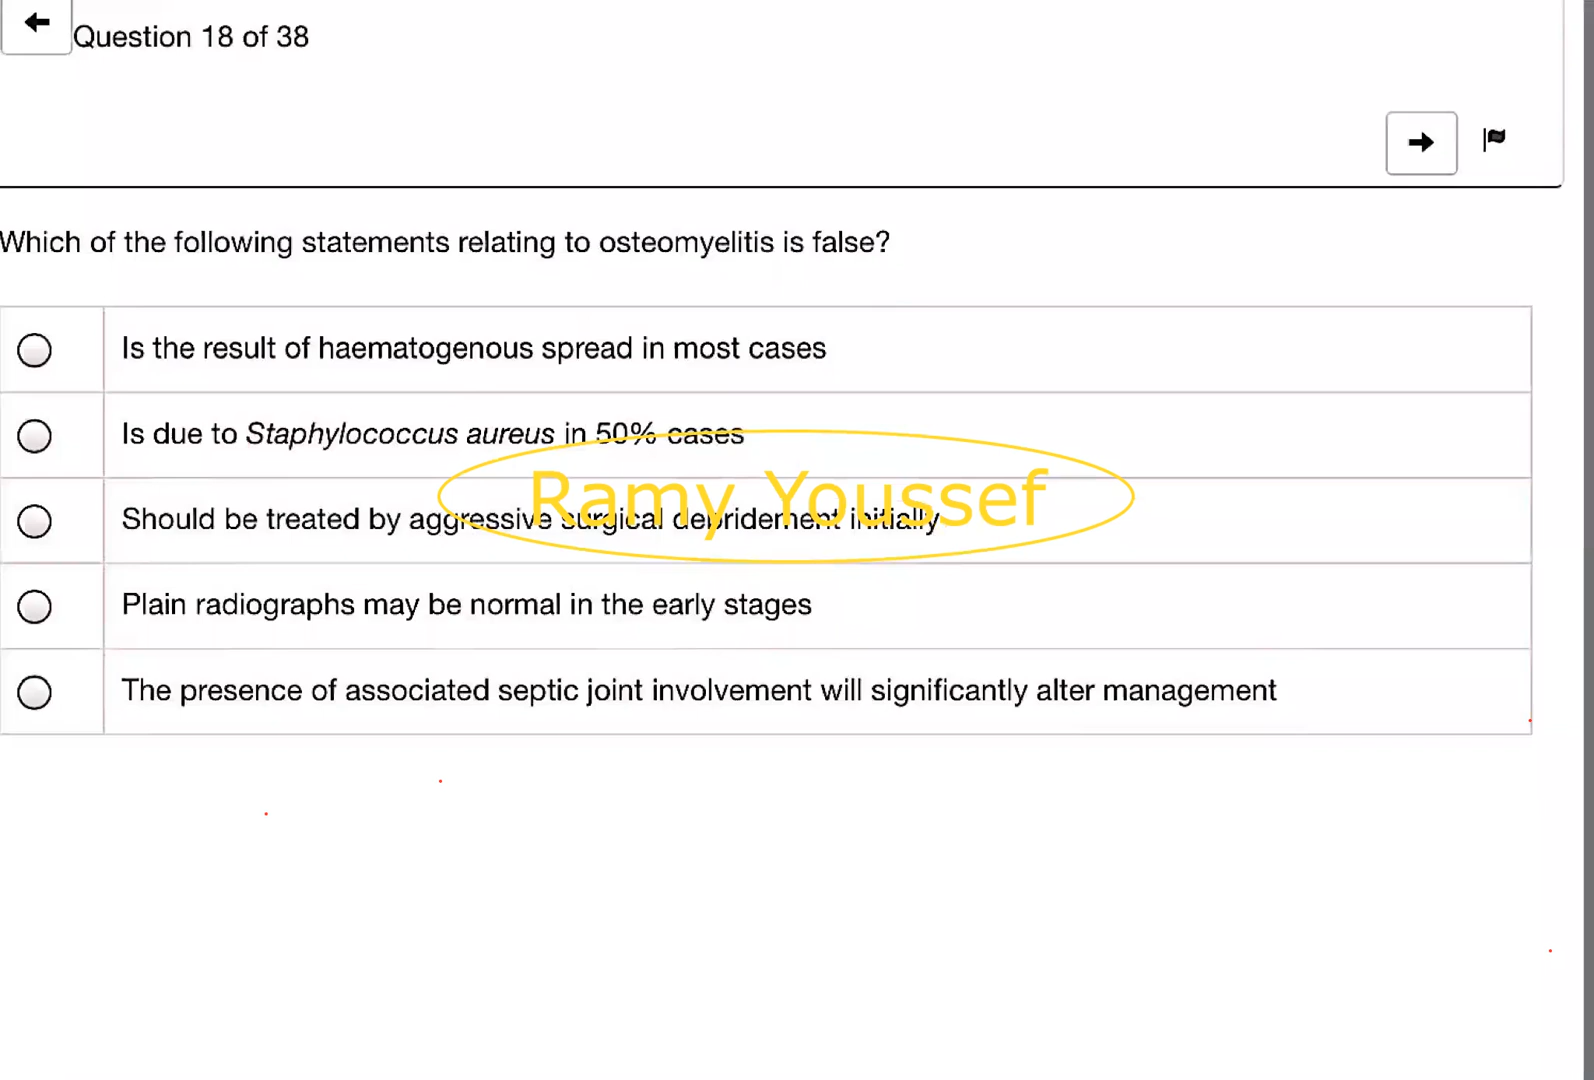 Question 18 of 38
Which of the following statements relating to osteomyelitis is false?
Is the result of haematogenous spread in most cases
Is due to Staphylococcus aureus in 50% cases
Ramy Youssef
Should be treated by aggressive surgical debridement initially
Plain radiographs may be normal in the early stages
The presence of associated septic joint involvement will significantly alter management